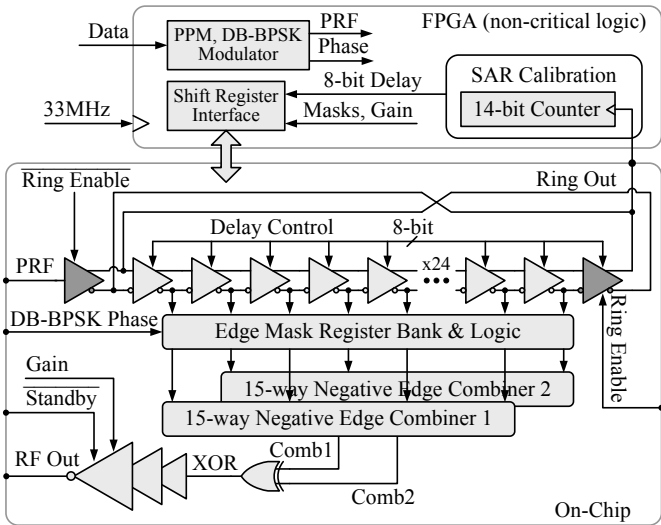 FPGA (non-critical logic)
Data
PPM, DB-BPSK
Modulator
PRF
Phase
8-bit Delay
SAR Calibration
14-bit Counter
33MHz
Shift Register
Interface
Masks, Gain
Ring Enable
Ring Out
Delay Control
8-bit
PRF
x24
•••
DB-BPSK Phase
Edge Mask Register Bank & Logic
Ring Enable
Gain
15-way Negative Edge Combiner 2
Standby
15-way Negative Edge Combiner 1
Comb1
RF Out
XOR
Comb2
On-Chip